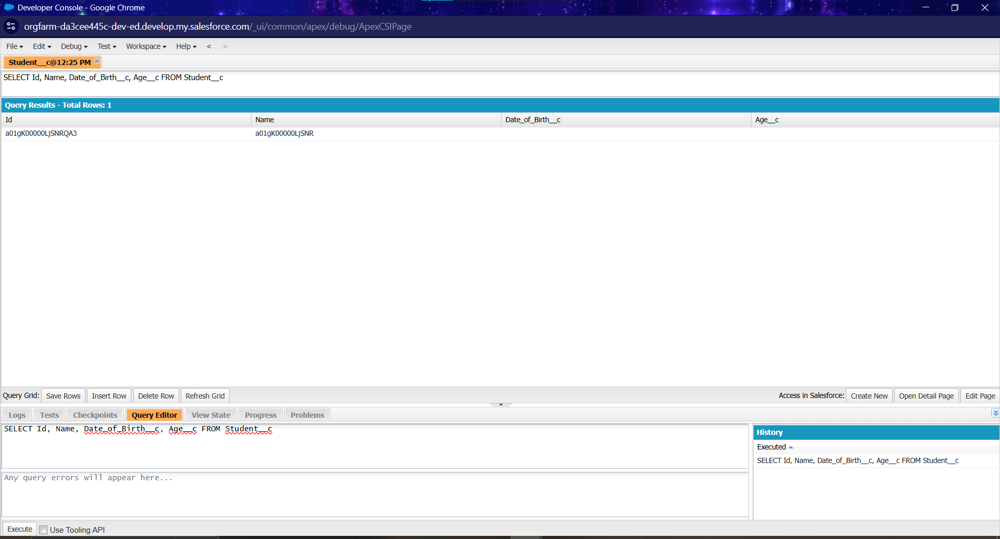 Developer Console - Google Chrome
orgfarm-da3cee445c-dev-ed.develop.my.salesforce.com/_ui/common/apex/debug/ApexCSIPage
File Edit Debug Test Workspace Help < >
Student__c@12:25 PM
SELECT Id, Name, Date_of_Birth__c, Age__c FROM Student__c
Query Results - Total Rows: 1
Id Name Date_of_Birth__c Age__c
a01gK00000LjSNRQA3 a01gK00000LjSNR
Query Grid: Save Rows Insert Row Delete Row Refresh Grid Access in Salesforce: Create New Open Detail Page Edit Page
Logs Tests Checkpoints Query Editor View State Progress Problems
SELECT Id, Name, Date_of_Birth__c, Age__c FROM Student__c
History
Executed
SELECT Id, Name, Date_of_Birth__c, Age__c FROM Student__c
Any query errors will appear here...
Execute Use Tooling API